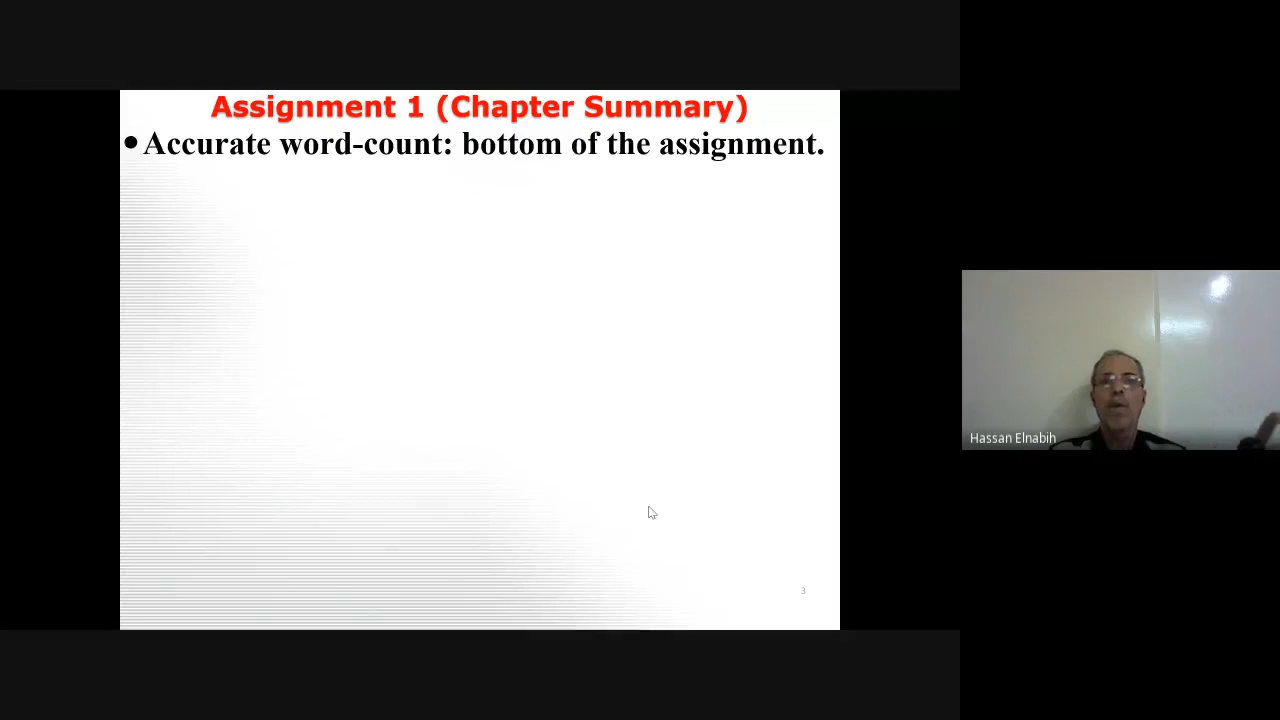 Assignment 1 (Chapter Summary)
•Accurate word-count: bottom of the assignment.
3
Hassan Elnabih